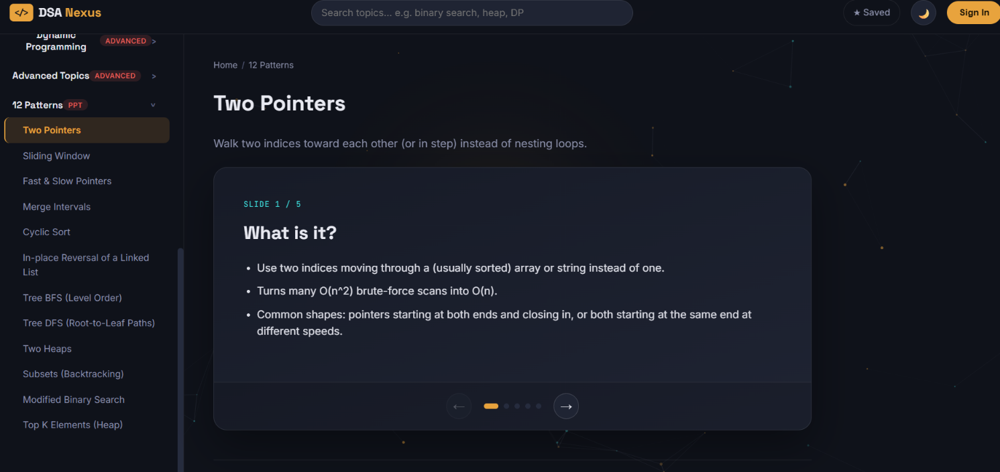 </> DSA Nexus
Search topics... e.g. binary search, heap, DP
★ Saved
Sign In
Dynamic
Programming
ADVANCED >
Advanced Topics ADVANCED >
12 Patterns PPT
Two Pointers
Sliding Window
Fast & Slow Pointers
Merge Intervals
Cyclic Sort
In-place Reversal of a Linked
List
Tree BFS (Level Order)
Tree DFS (Root-to-Leaf Paths)
Two Heaps
Subsets (Backtracking)
Modified Binary Search
Top K Elements (Heap)
Home / 12 Patterns
Two Pointers
Walk two indices toward each other (or in step) instead of nesting loops.
SLIDE 1 / 5
What is it?
• Use two indices moving through a (usually sorted) array or string instead of one.
• Turns many O(n^2) brute-force scans into O(n).
• Common shapes: pointers starting at both ends and closing in, or both starting at the same end at
different speeds.
← →